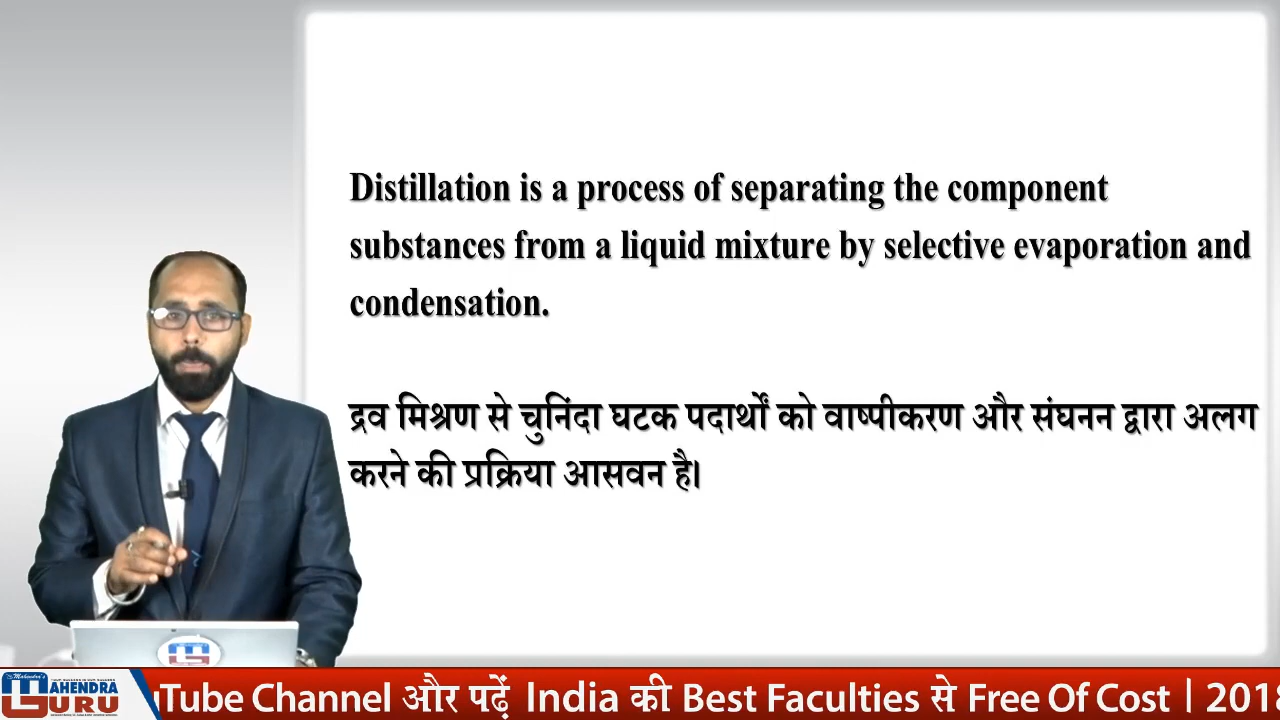 Distillation is a process of separating the component
substances from a liquid mixture by selective evaporation and
condensation.
द्रव मिश्रण से चुनिंदा घटक पदार्थों को वाष्पीकरण और संघनन द्वारा अलग
करने की प्रक्रिया आसवन है।
Mahendra's
MAHENDRA
GURU
uTube Channel और पढ़ें India की Best Faculties से Free Of Cost | 2018